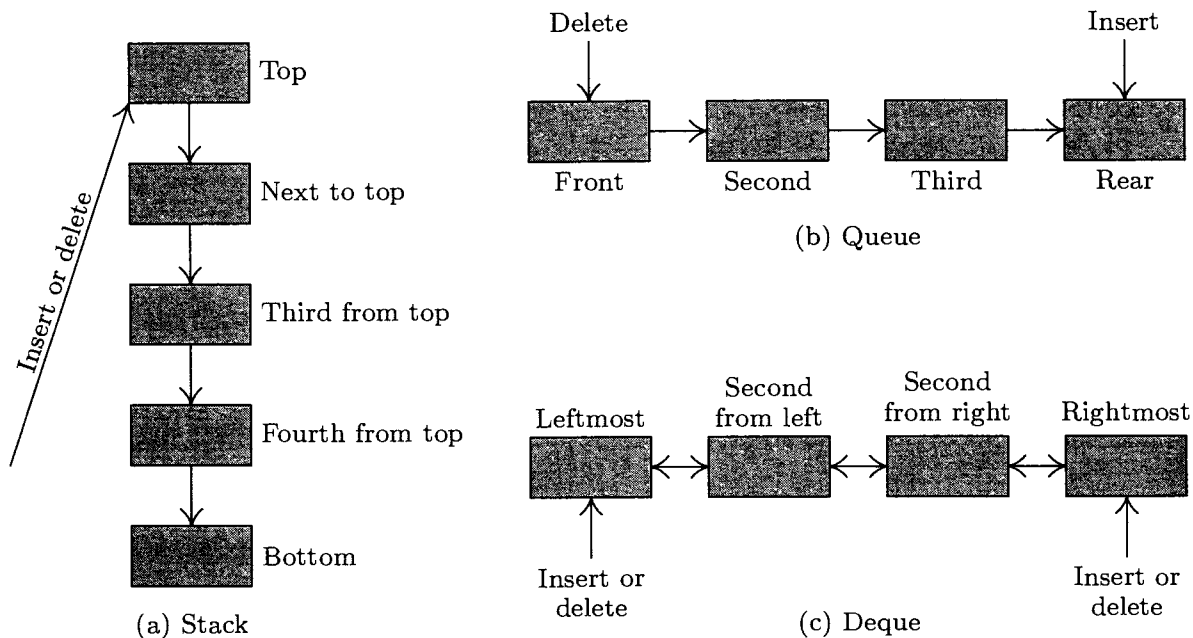 Insert or delete
Top
Next to top
Third from top
Fourth from top
Bottom
(a) Stack
Delete
Insert
Front
Second
Third
Rear
(b) Queue
Leftmost
Second
from left
Second
from right
Rightmost
Insert or
delete
Insert or
delete
(c) Deque